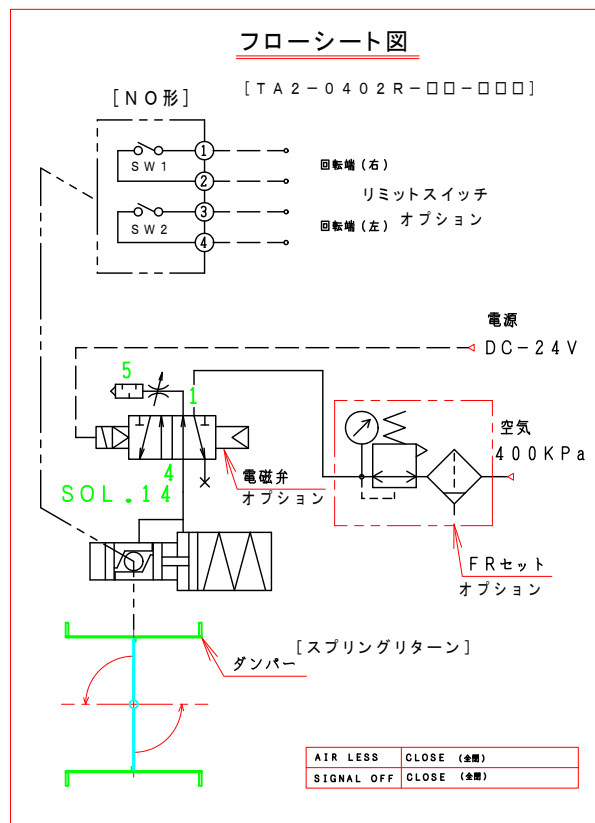 フローシート図
[TA2-0402R-□□-□□□]
[NO形]
SW1
1
2
回転端(右)
リミットスイッチ
オプション
SW2
3
4
回転端(左)
電源
DC-24V
5
1
4
SOL.14
電磁弁
オプション
空気
400KPa
FRセット
オプション
[スプリングリターン]
ダンパー
AIR LESS CLOSE (全閉)
SIGNAL OFF CLOSE (全閉)